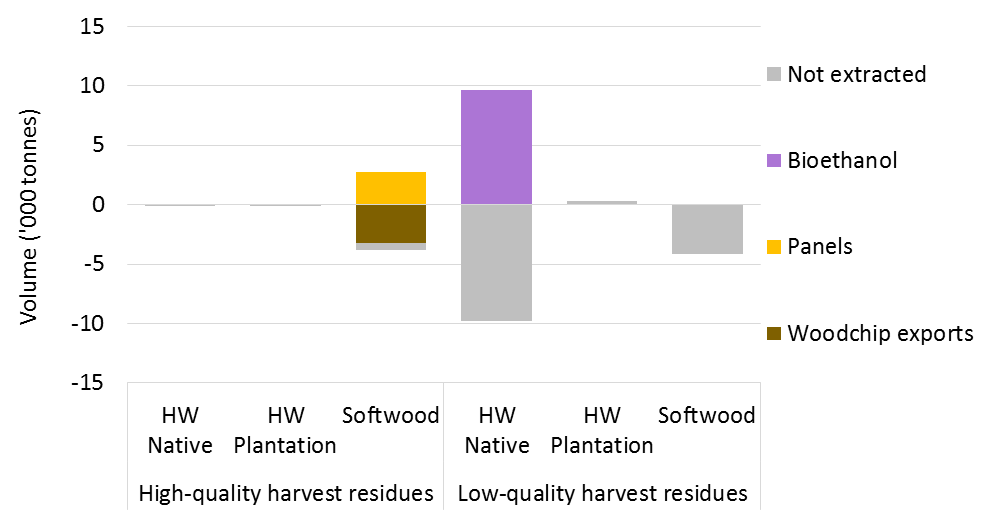 Volume ('000 tonnes)
15
10
5
0
-5
-10
-15
HW
Native
HW
Plantation
Softwood
HW
Native
HW
Plantation
Softwood
High-quality harvest residues
Low-quality harvest residues
Not extracted
Bioethanol
Panels
Woodchip exports